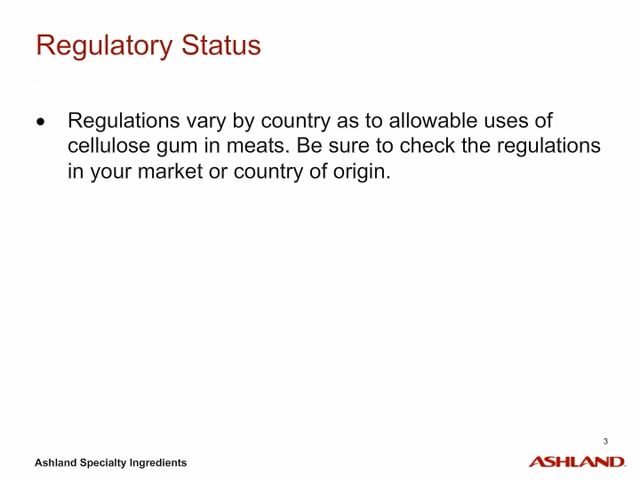 Regulatory Status
• Regulations vary by country as to allowable uses of
cellulose gum in meats. Be sure to check the regulations
in your market or country of origin.
3
Ashland Specialty Ingredients
ASHLAND.